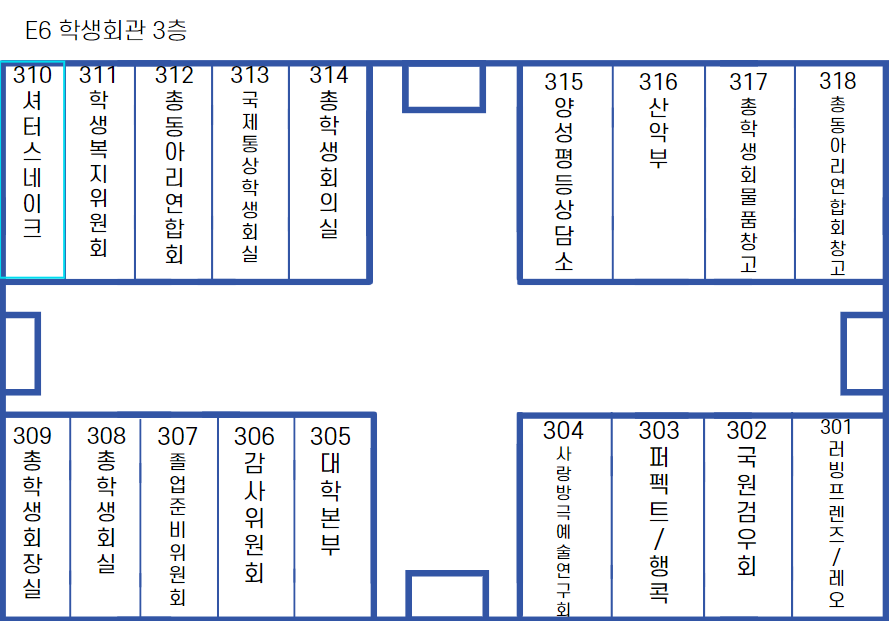 E6 학생회관 3층
310
셔터스네이크
311
학생복지위원회
312
총동아리연합회
313
국제통상학생회실
314
총학생회의실
315
양성평등상담소
316
산악부
317
총학생회물품창고
318
총동아리연합회창고
309
총학생회장실
308
총학생회실
307
졸업준비위원회
306
감사위원회
305
대학본부
304
사랑방극예술연구회
303
퍼펙트/행콕
302
국원검우회
301
러빙프렌즈/레오